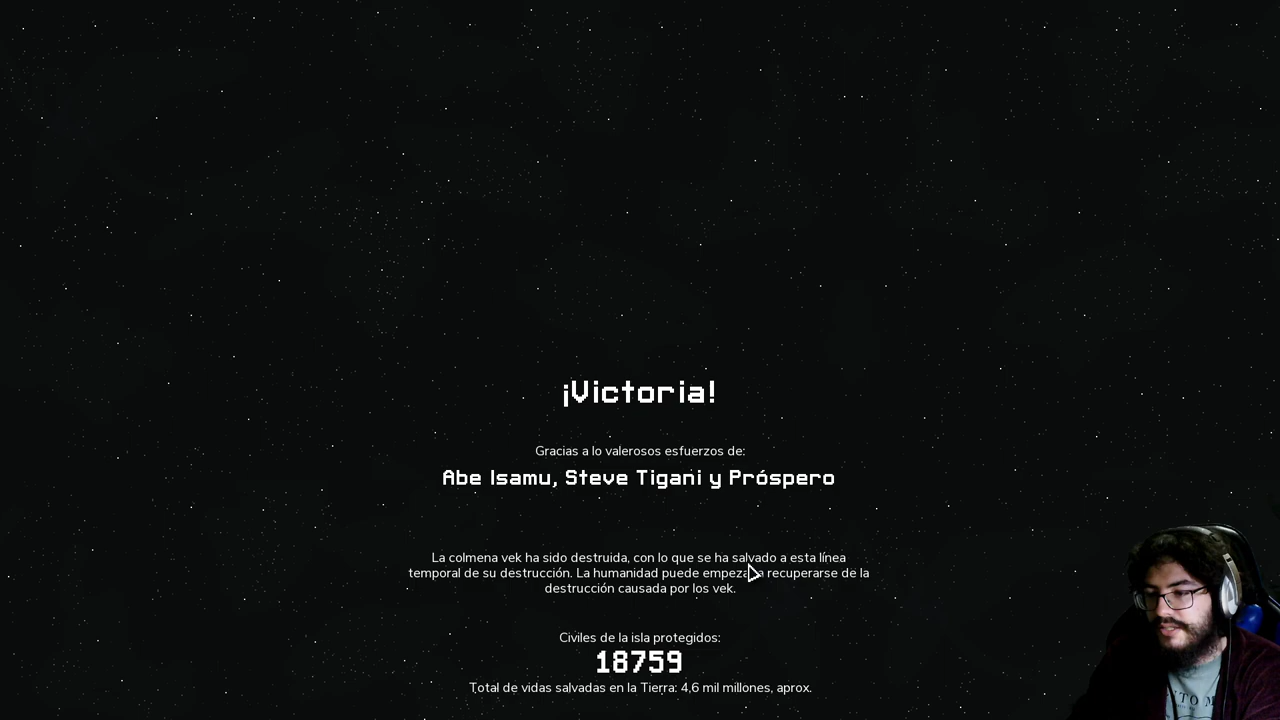 ¡Victoria!
Gracias a lo valerosos esfuerzos de:
Abe Isamu, Steve Tigani y Próspero
La colmena vek ha sido destruida, con lo que se ha salvado a esta línea
temporal de su destrucción. La humanidad puede empezar a recuperarse de la
destrucción causada por los vek.
Civiles de la isla protegidos:
18759
Total de vidas salvadas en la Tierra: 4,6 mil millones, aprox.